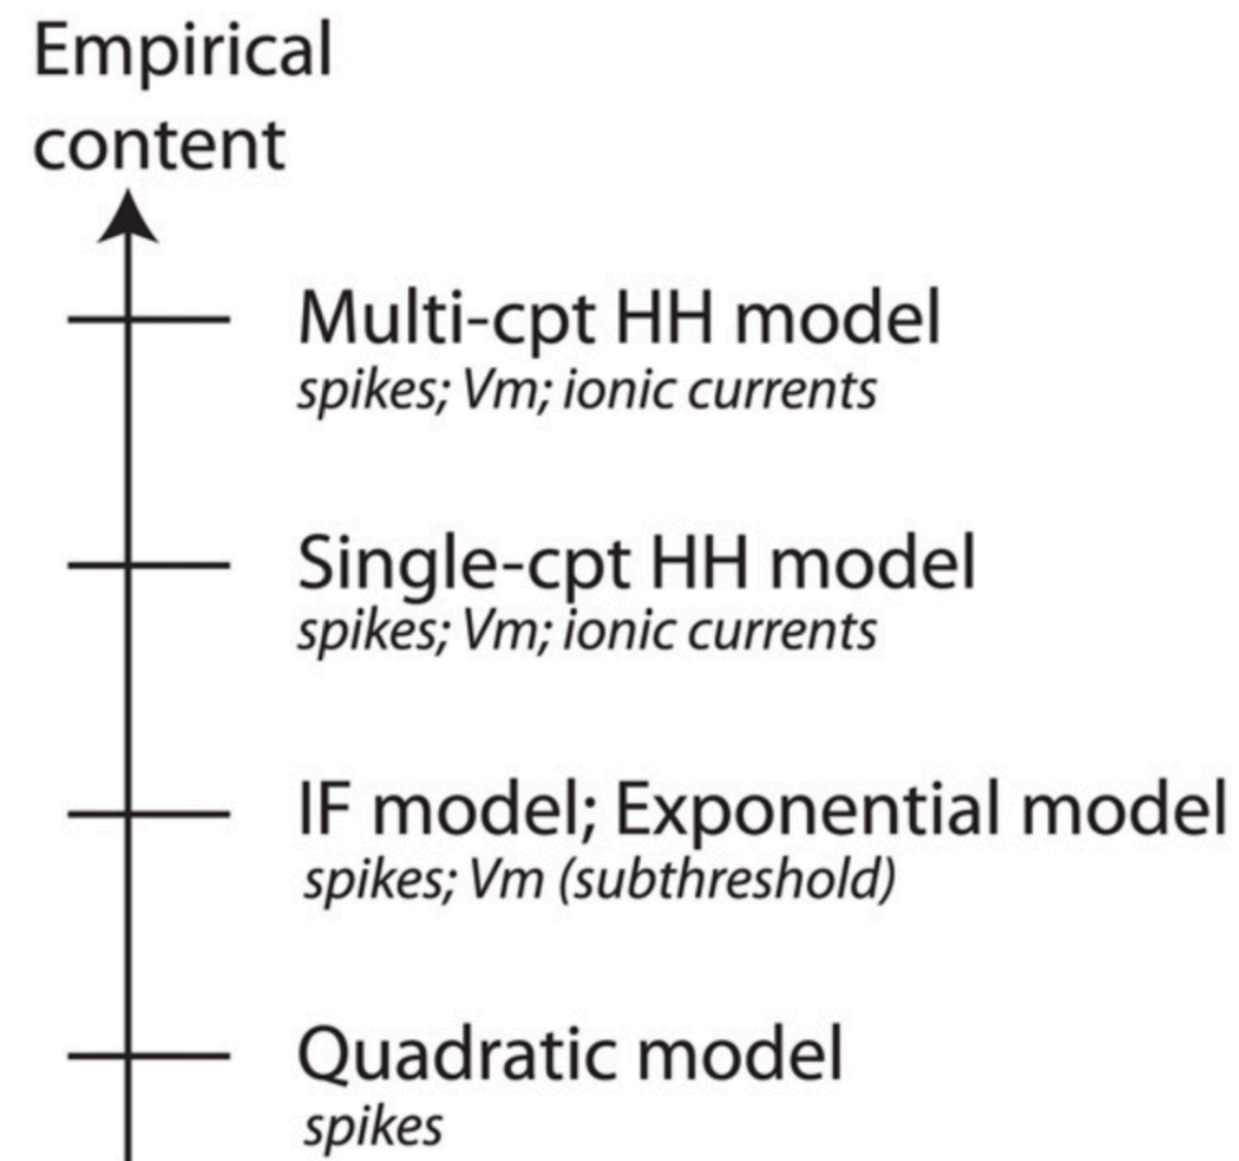 Empirical
content
Multi-cpt HH model
spikes; Vm; ionic currents
Single-cpt HH model
spikes; Vm; ionic currents
IF model; Exponential model
spikes; Vm (subthreshold)
Quadratic model
spikes